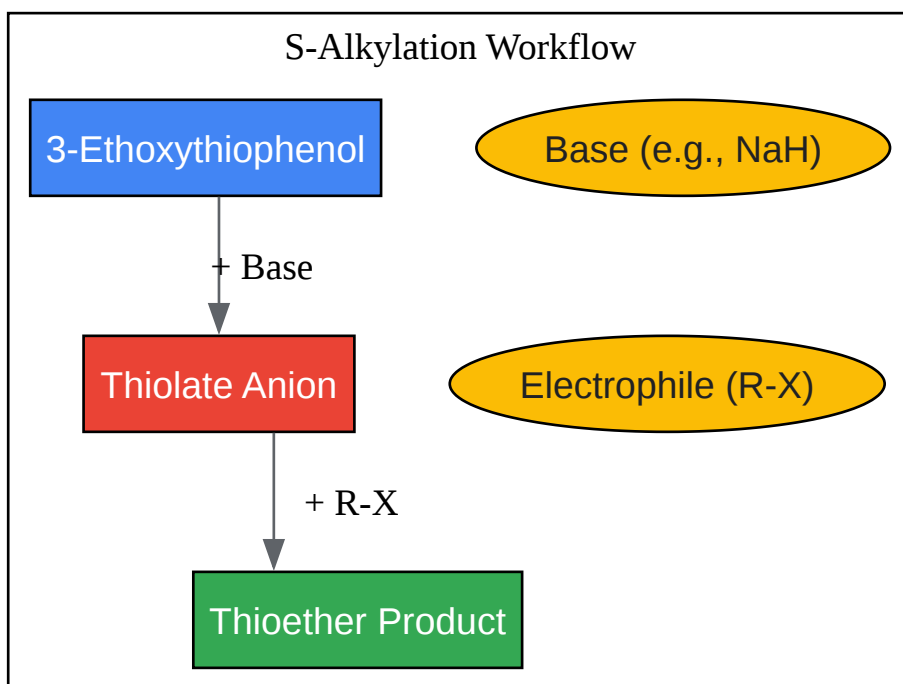 S-Alkylation Workflow
3-Ethoxythiophenol
Base (e.g., NaH)
+ Base
Thiolate Anion
Electrophile (R-X)
+ R-X
Thioether Product